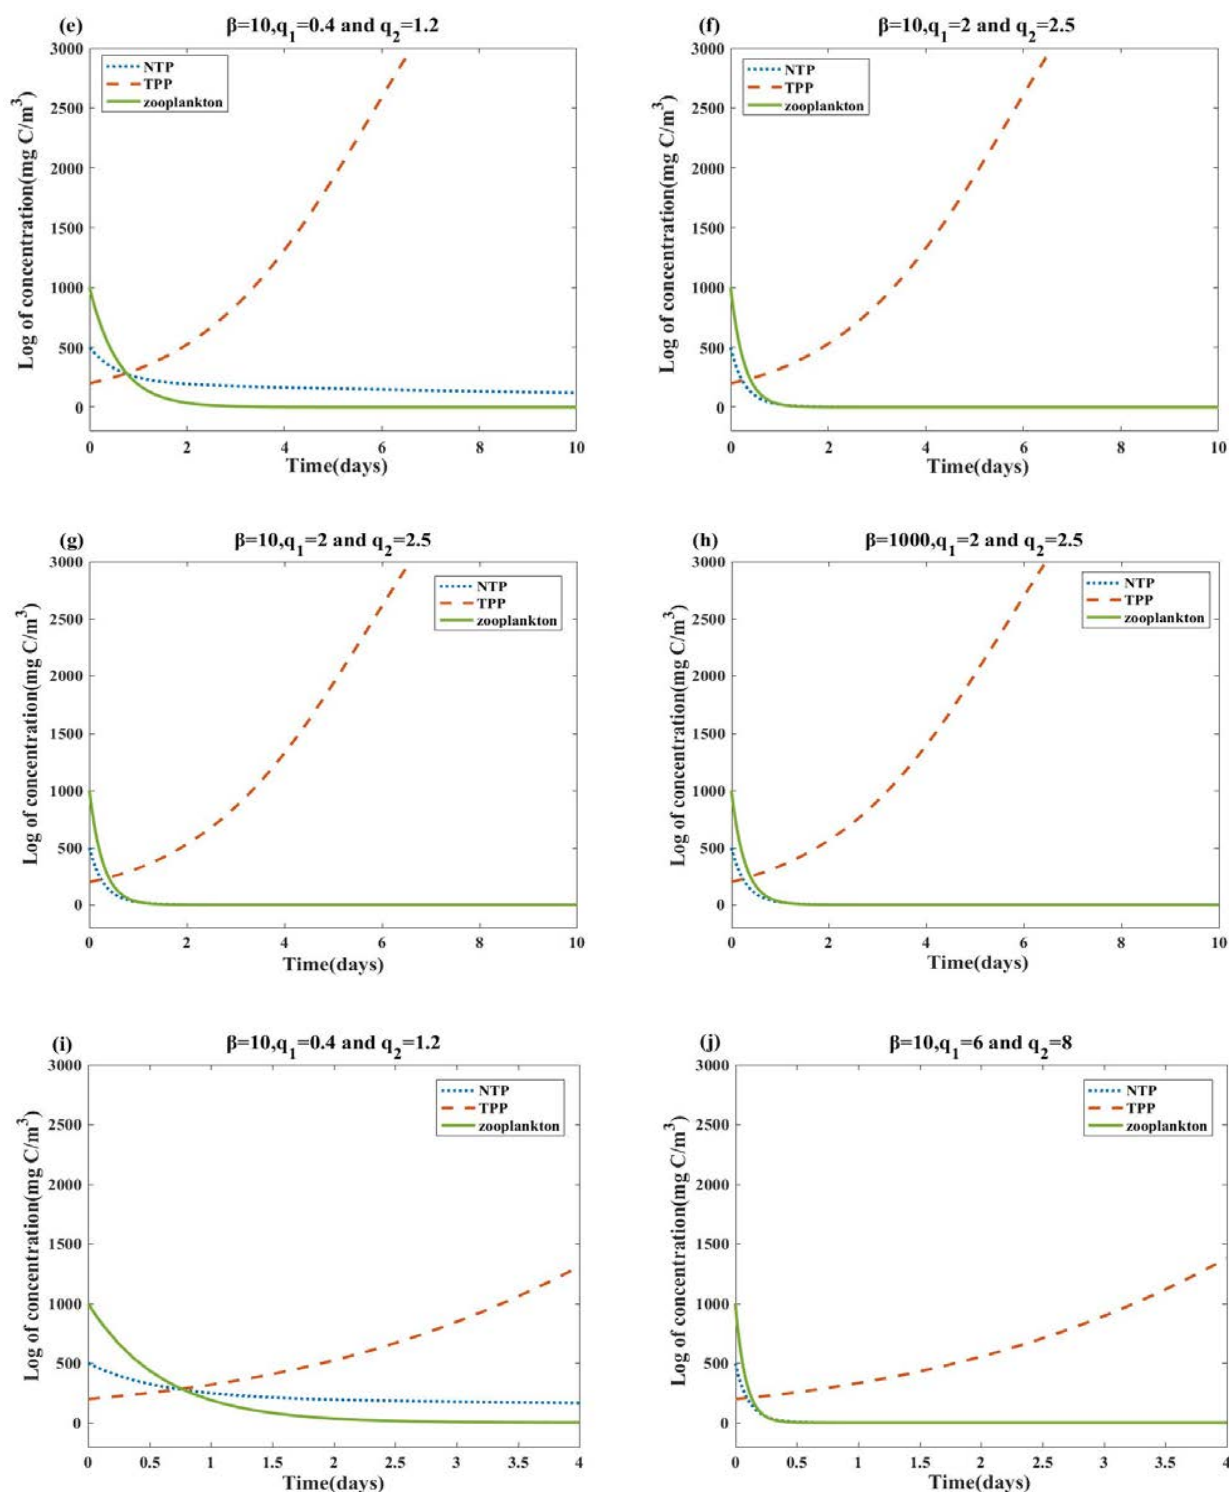 (e) β=10,q1=0.4 and q2=1.2
3000
2500
2000
1500
1000
500
0
Log of concentration(mg C/m³)
NTP
TPP
zooplankton
0 2 4 6 8 10
Time(days)
(f) β=10,q1=2 and q2=2.5
3000
2500
2000
1500
1000
500
0
Log of concentration(mg C/m³)
NTP
TPP
zooplankton
0 2 4 6 8 10
Time(days)
(g) β=10,q1=2 and q2=2.5
3000
2500
2000
1500
1000
500
0
Log of concentration(mg C/m³)
NTP
TPP
zooplankton
0 2 4 6 8 10
Time(days)
(h) β=1000,q1=2 and q2=2.5
3000
2500
2000
1500
1000
500
0
Log of concentration(mg C/m³)
NTP
TPP
zooplankton
0 2 4 6 8 10
Time(days)
(i) β=10,q1=0.4 and q2=1.2
3000
2500
2000
1500
1000
500
0
Log of concentration(mg C/m³)
NTP
TPP
zooplankton
0 0.5 1 1.5 2 2.5 3 3.5 4
Time(days)
(j) β=10,q1=6 and q2=8
3000
2500
2000
1500
1000
500
0
Log of concentration(mg C/m³)
NTP
TPP
zooplankton
0 0.5 1 1.5 2 2.5 3 3.5 4
Time(days)